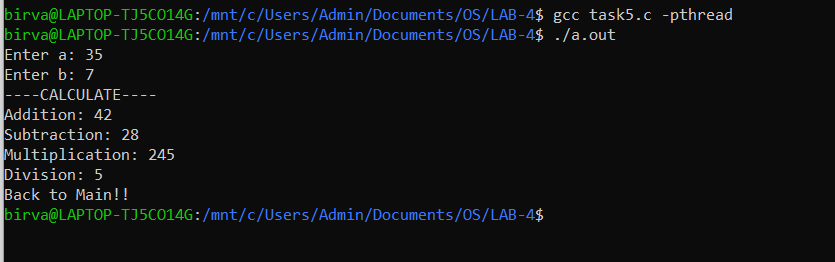 birva@LAPTOP-TJ5CO14G:/mnt/c/Users/Admin/Documents/OS/LAB-4$ gcc task5.c -pthread
birva@LAPTOP-TJ5CO14G:/mnt/c/Users/Admin/Documents/OS/LAB-4$ ./a.out
Enter a: 35
Enter b: 7
----CALCULATE----
Addition: 42
Subtraction: 28
Multiplication: 245
Division: 5
Back to Main!!
birva@LAPTOP-TJ5CO14G:/mnt/c/Users/Admin/Documents/OS/LAB-4$